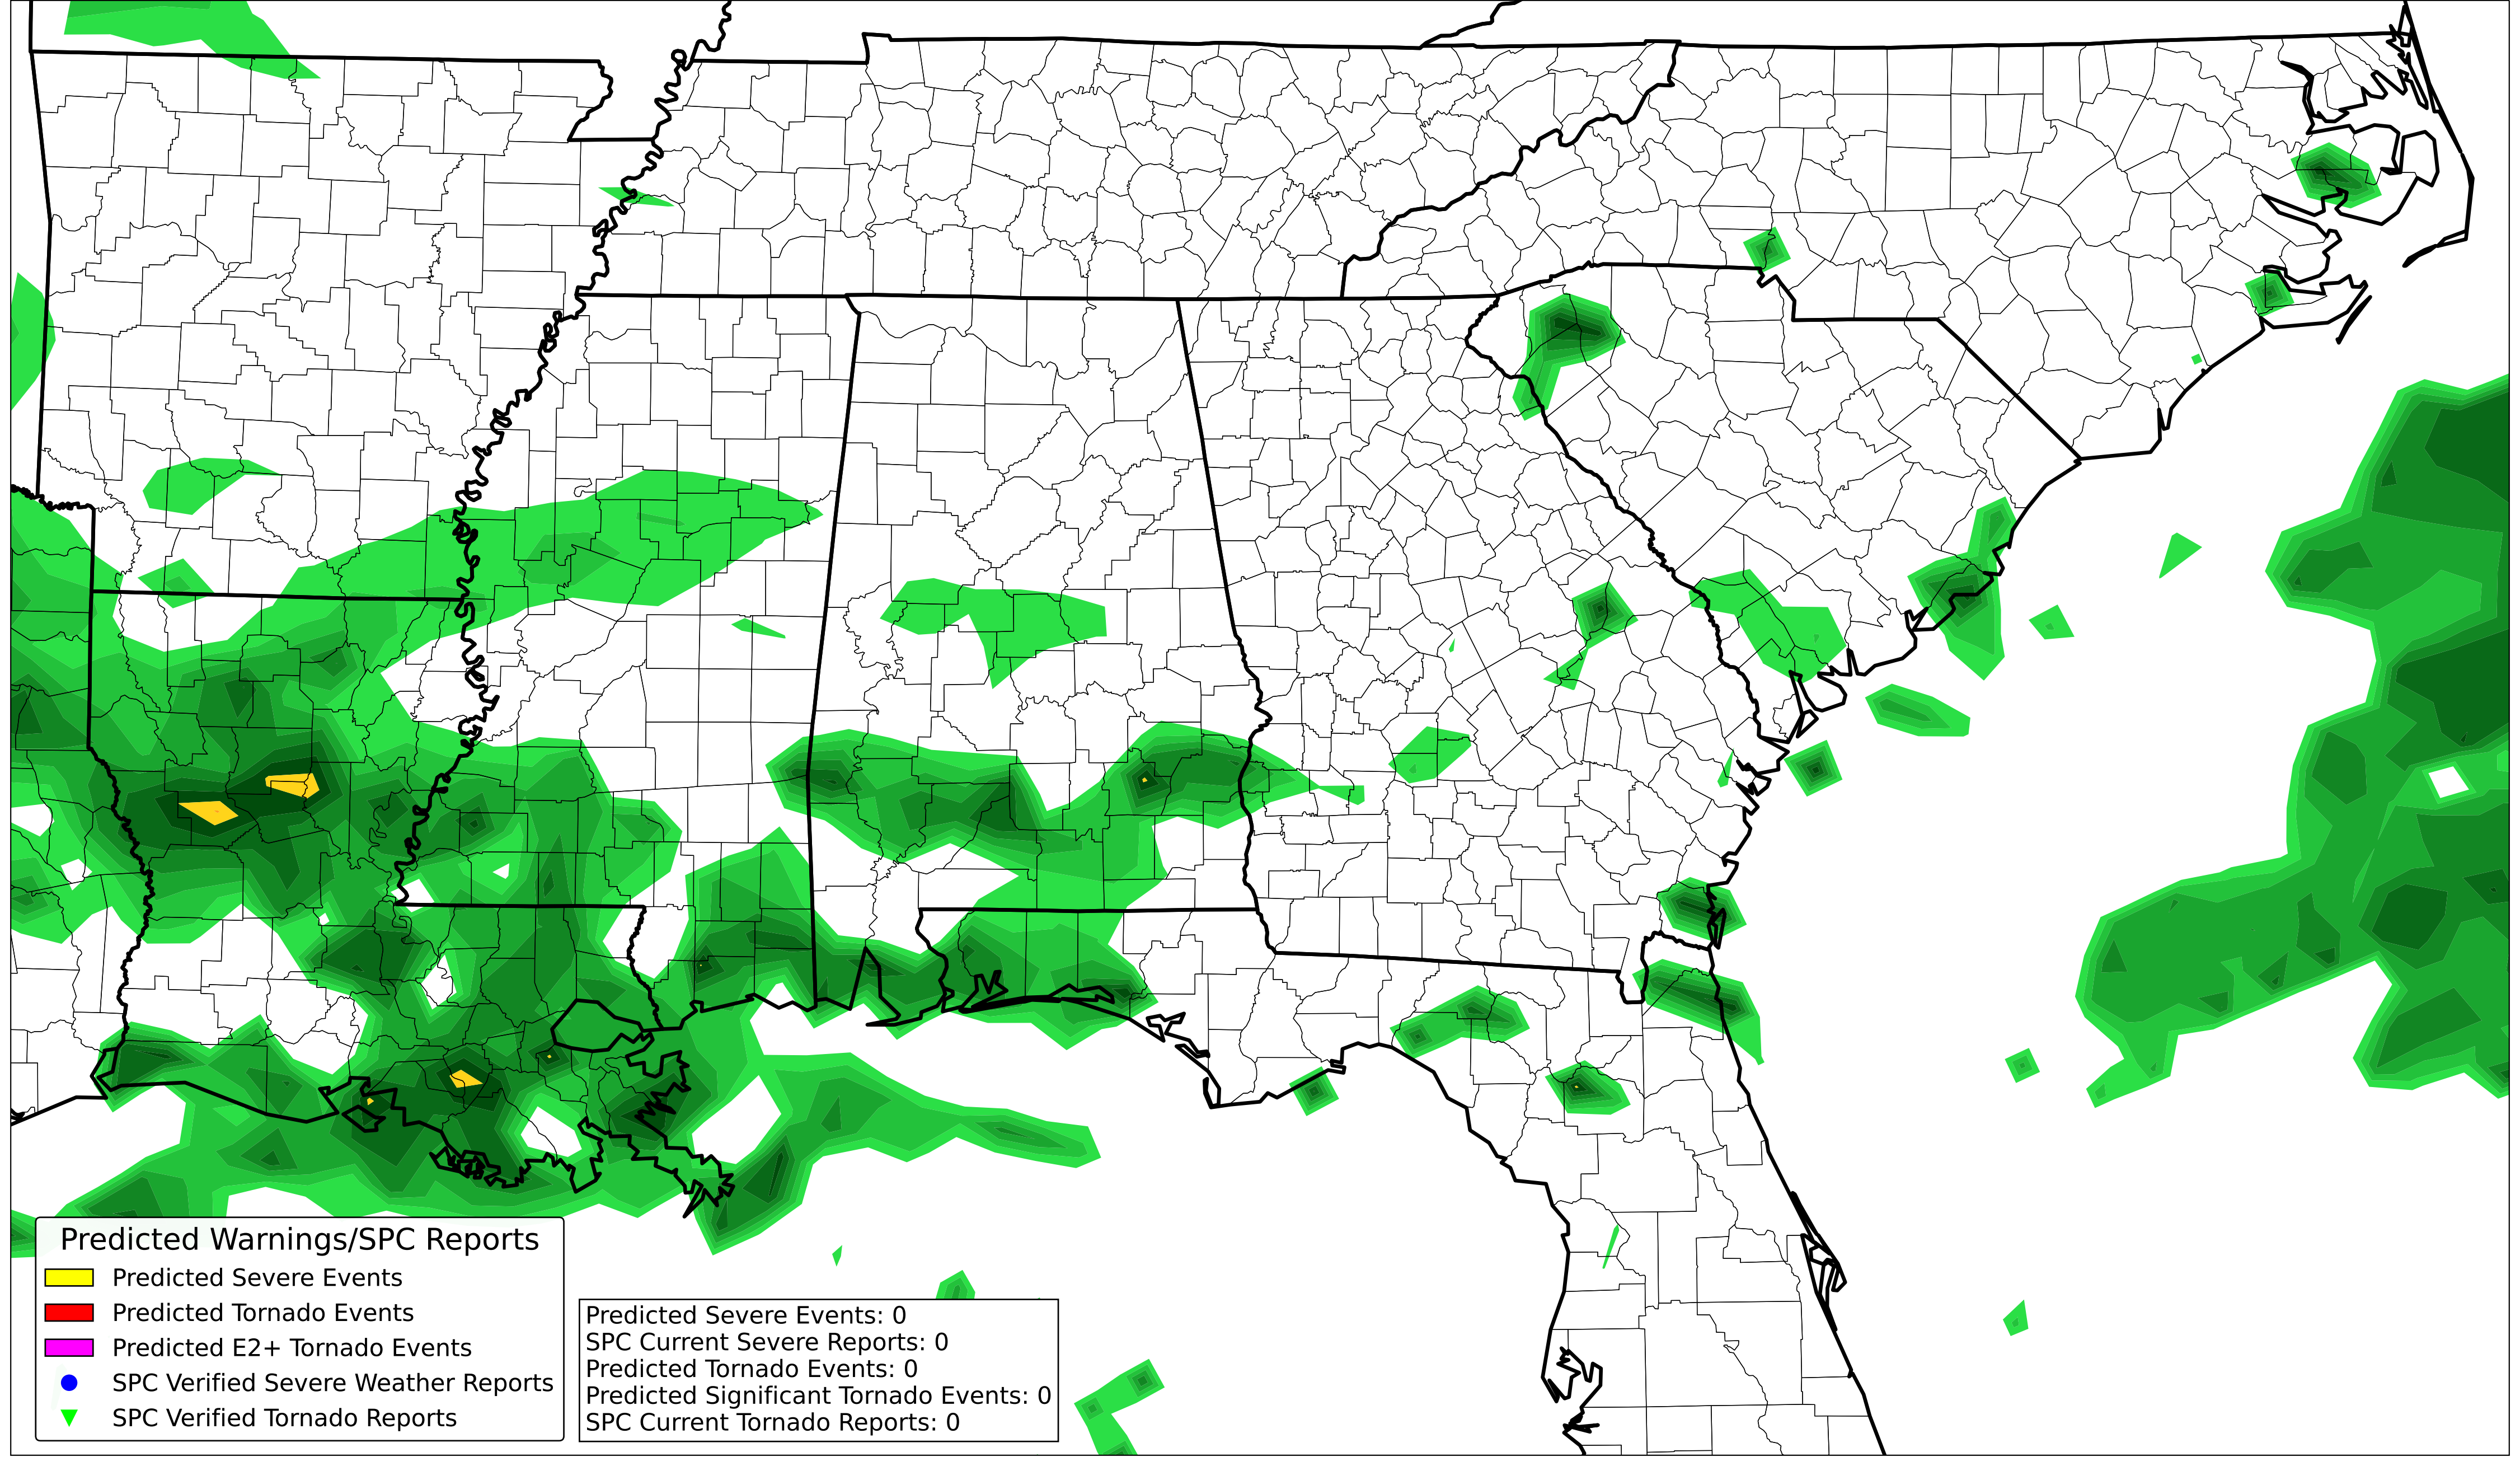 Predicted Warnings/SPC Reports
Predicted Severe Events
Predicted Tornado Events
Predicted E2+ Tornado Events
SPC Verified Severe Weather Reports
SPC Verified Tornado Reports
Predicted Severe Events: 0
SPC Current Severe Reports: 0
Predicted Tornado Events: 0
Predicted Significant Tornado Events: 0
SPC Current Tornado Reports: 0